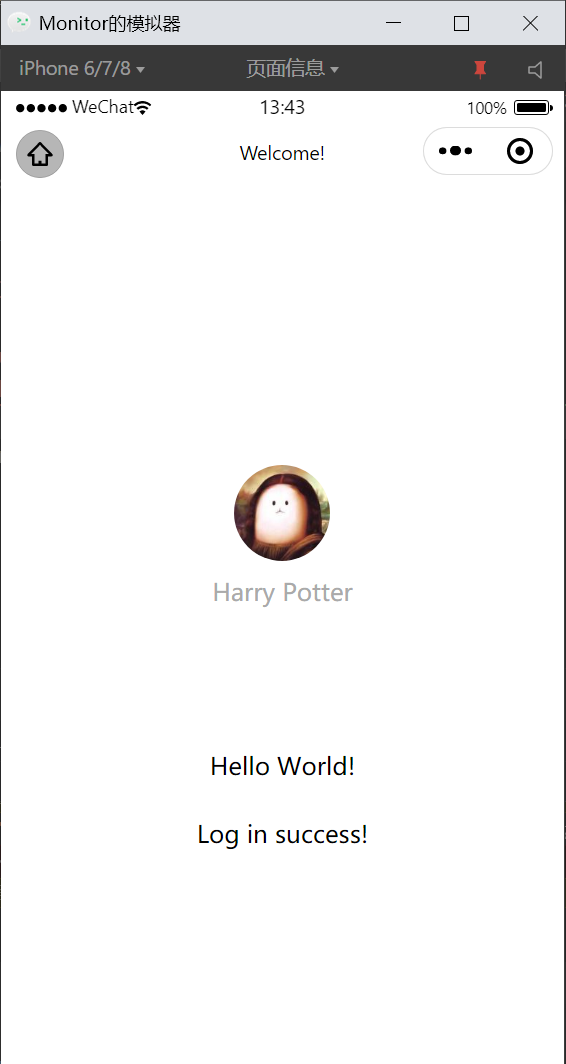 Monitor的模拟器
iPhone 6/7/8 页面信息
WeChat 13:43 100%
Welcome!
Harry Potter
Hello World!
Log in success!